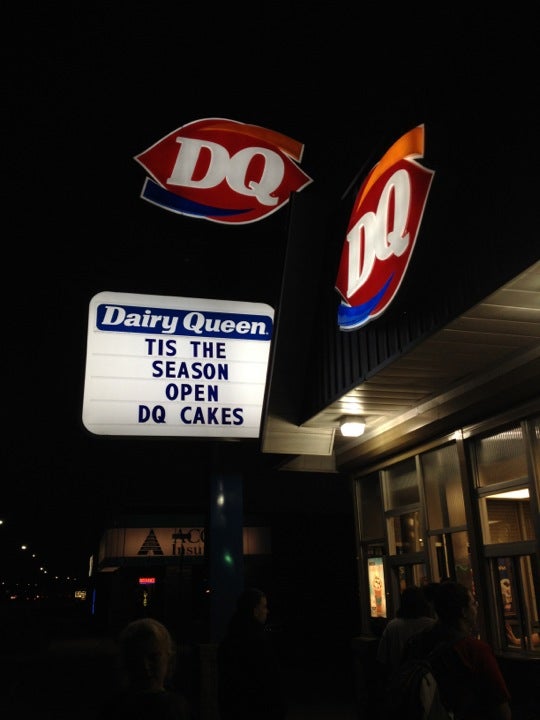 DQ
DQ
Dairy Queen
TIS THE
SEASON
OPEN
DQ CAKES